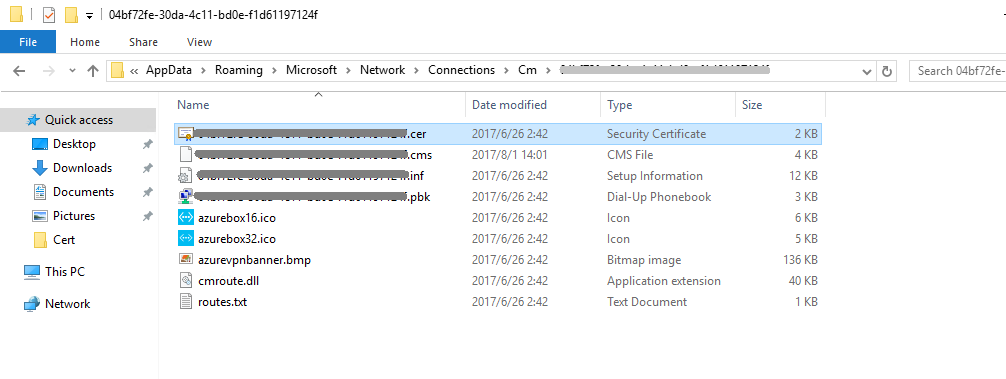 04bf72fe-30da-4c11-bd0e-f1d61197124f
File Home Share View
« AppData Roaming Microsoft Network Connections Cm Search 04bf72fe-
Name Date modified Type Size
Quick access
Desktop
Downloads
Documents
Pictures
Cert
This PC
Network
.cer 2017/6/26 2:42 Security Certificate 2 KB
.cms 2017/8/1 14:01 CMS File 4 KB
.inf 2017/6/26 2:42 Setup Information 12 KB
.pbk 2017/6/26 2:42 Dial-Up Phonebook 3 KB
azurebox16.ico 2017/6/26 2:42 Icon 6 KB
azurebox32.ico 2017/6/26 2:42 Icon 5 KB
azurevpnbanner.bmp 2017/6/26 2:42 Bitmap image 136 KB
cmroute.dll 2017/6/26 2:42 Application extension 40 KB
routes.txt 2017/6/26 2:42 Text Document 1 KB